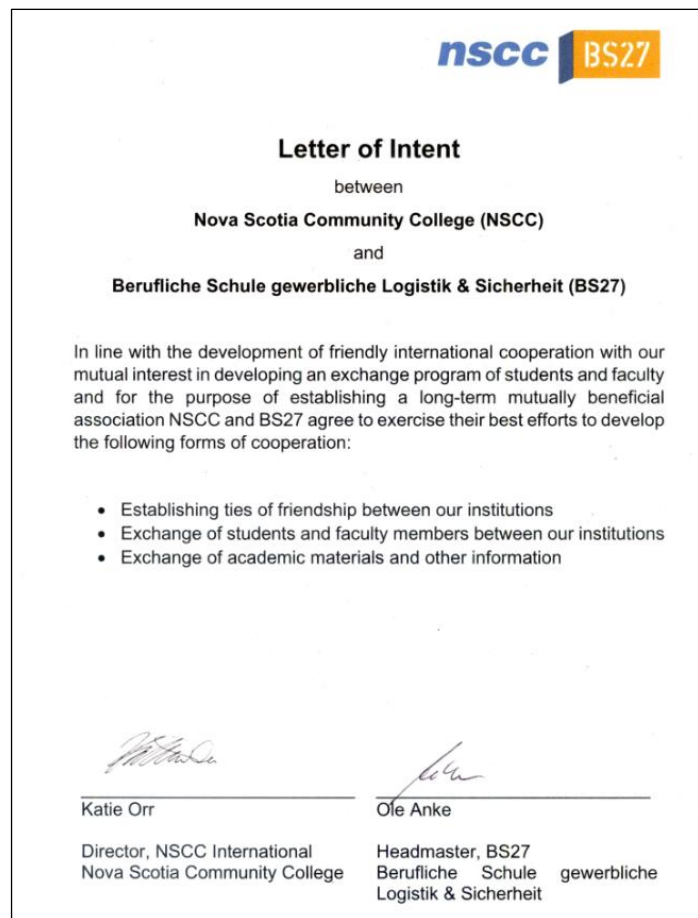 nscc BS27
Letter of Intent
between
Nova Scotia Community College (NSCC)
and
Berufliche Schule gewerbliche Logistik & Sicherheit (BS27)
In line with the development of friendly international cooperation with our
mutual interest in developing an exchange program of students and faculty
and for the purpose of establishing a long-term mutually beneficial
association NSCC and BS27 agree to exercise their best efforts to develop
the following forms of cooperation:
• Establishing ties of friendship between our institutions
• Exchange of students and faculty members between our institutions
• Exchange of academic materials and other information
Katie Orr
Director, NSCC International
Nova Scotia Community College
Ole Anke
Headmaster, BS27
Berufliche Schule gewerbliche
Logistik & Sicherheit